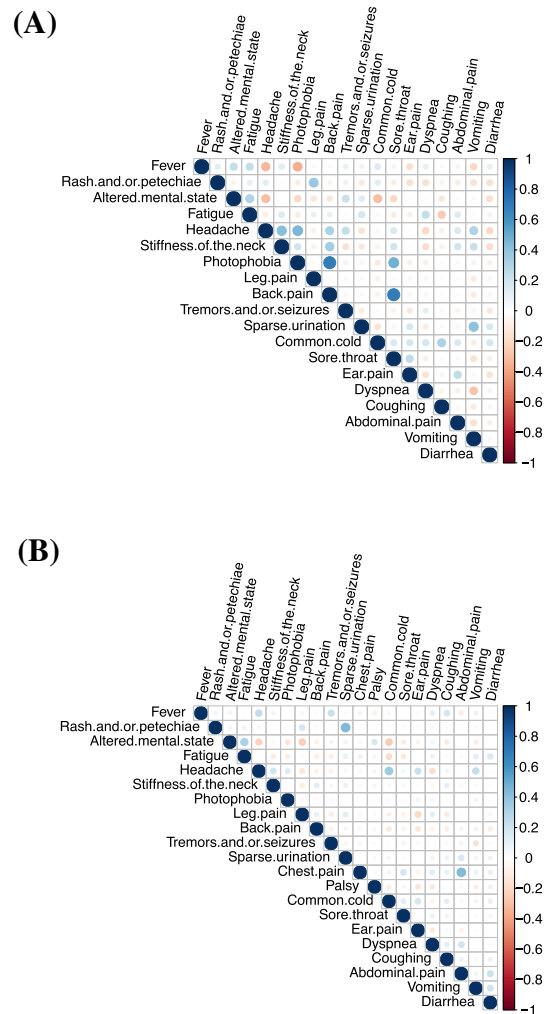 (A)
Fever
Rash.and.or.petechiae
Altered.mental.state
Fatigue
Headache
Stiffness.of.the.neck
Photophobia
Leg.pain
Back.pain
Tremors.and.or.seizures
Sparse.urination
Common.cold
Sore.throat
Ear.pain
Dyspnea
Coughing
Abdominal.pain
Vomiting
Diarrhea
Fever
Rash.and.or.petechiae
Altered.mental.state
Fatigue
Headache
Stiffness.of.the.neck
Photophobia
Leg.pain
Back.pain
Tremors.and.or.seizures
Sparse.urination
Common.cold
Sore.throat
Ear.pain
Dyspnea
Coughing
Abdominal.pain
Vomiting
Diarrhea
1
0.8
0.6
0.4
0.2
0
−0.2
−0.4
−0.6
−0.8
−1
(B)
Fever
Rash.and.or.petechiae
Altered.mental.state
Fatigue
Headache
Stiffness.of.the.neck
Photophobia
Leg.pain
Back.pain
Tremors.and.or.seizures
Sparse.urination
Chest.pain
Palsy
Common.cold
Sore.throat
Ear.pain
Dyspnea
Coughing
Abdominal.pain
Vomiting
Diarrhea
Fever
Rash.and.or.petechiae
Altered.mental.state
Fatigue
Headache
Stiffness.of.the.neck
Photophobia
Leg.pain
Back.pain
Tremors.and.or.seizures
Sparse.urination
Chest.pain
Palsy
Common.cold
Sore.throat
Ear.pain
Dyspnea
Coughing
Abdominal.pain
Vomiting
Diarrhea
1
0.8
0.6
0.4
0.2
0
−0.2
−0.4
−0.6
−0.8
−1